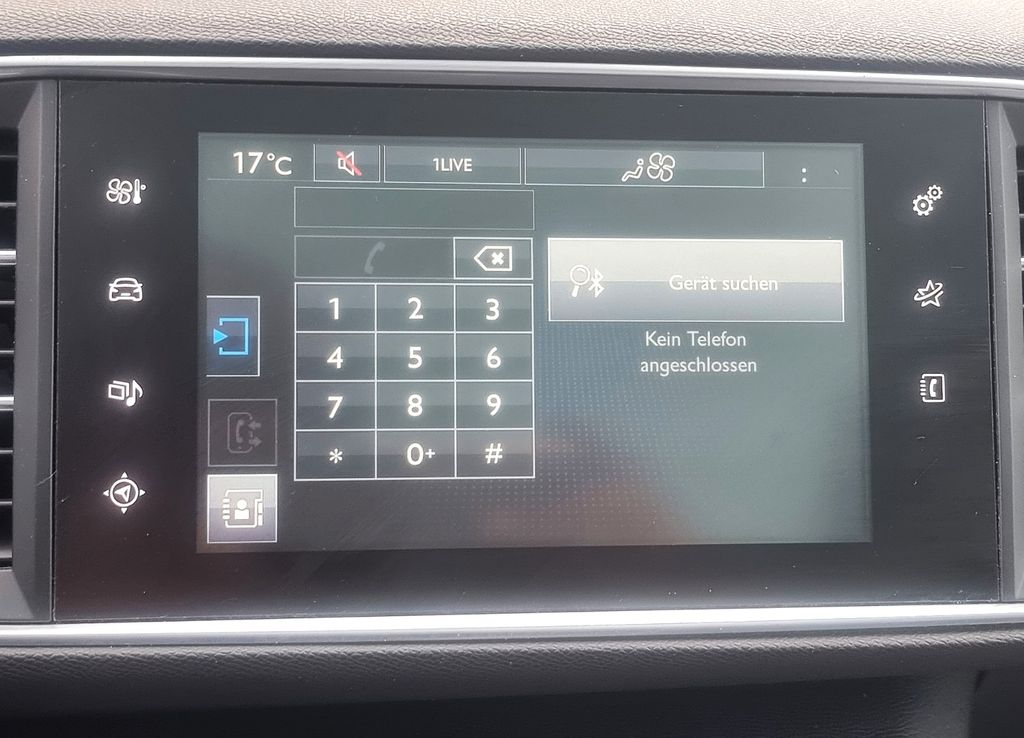 17°C
1LIVE
Gerät suchen
Kein Telefon
angeschlossen
1 2 3
4 5 6
7 8 9
* 0+ #